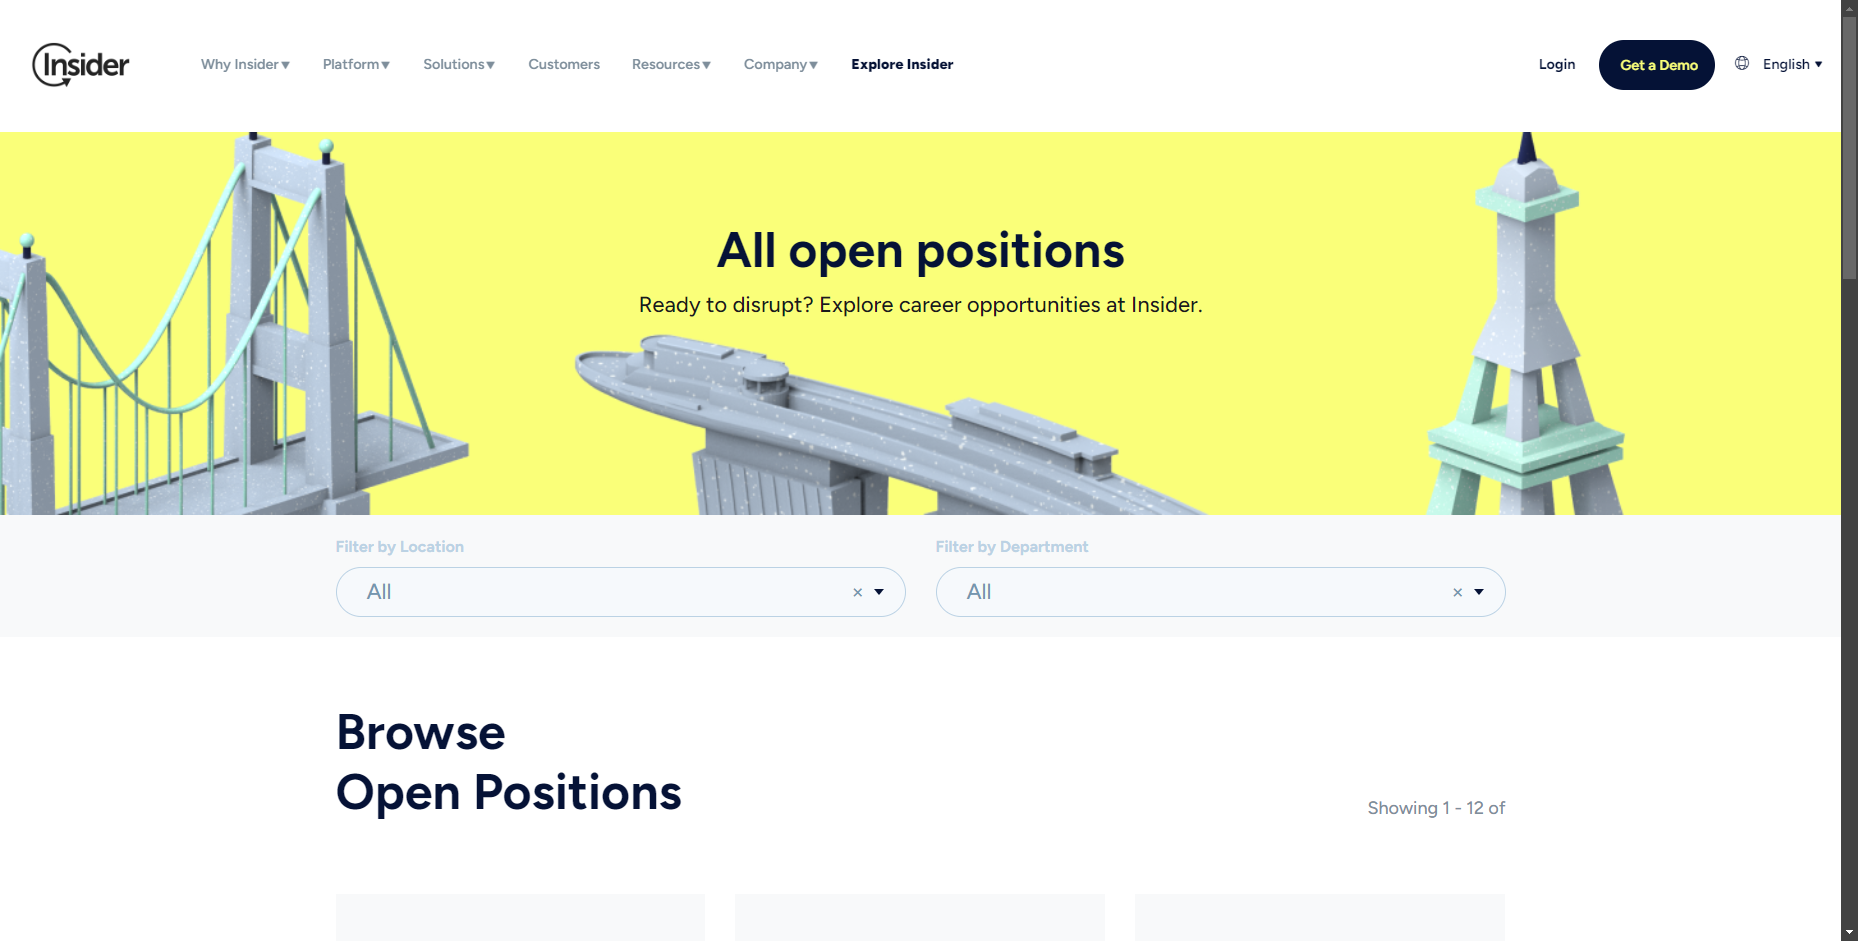 Insider
Why Insider▼ Platform▼ Solutions▼ Customers Resources▼ Company▼ Explore Insider
Login Get a Demo English ▼
All open positions
Ready to disrupt? Explore career opportunities at Insider.
Filter by Location Filter by Department
All × All ×
Browse
Open Positions
Showing 1 - 12 of